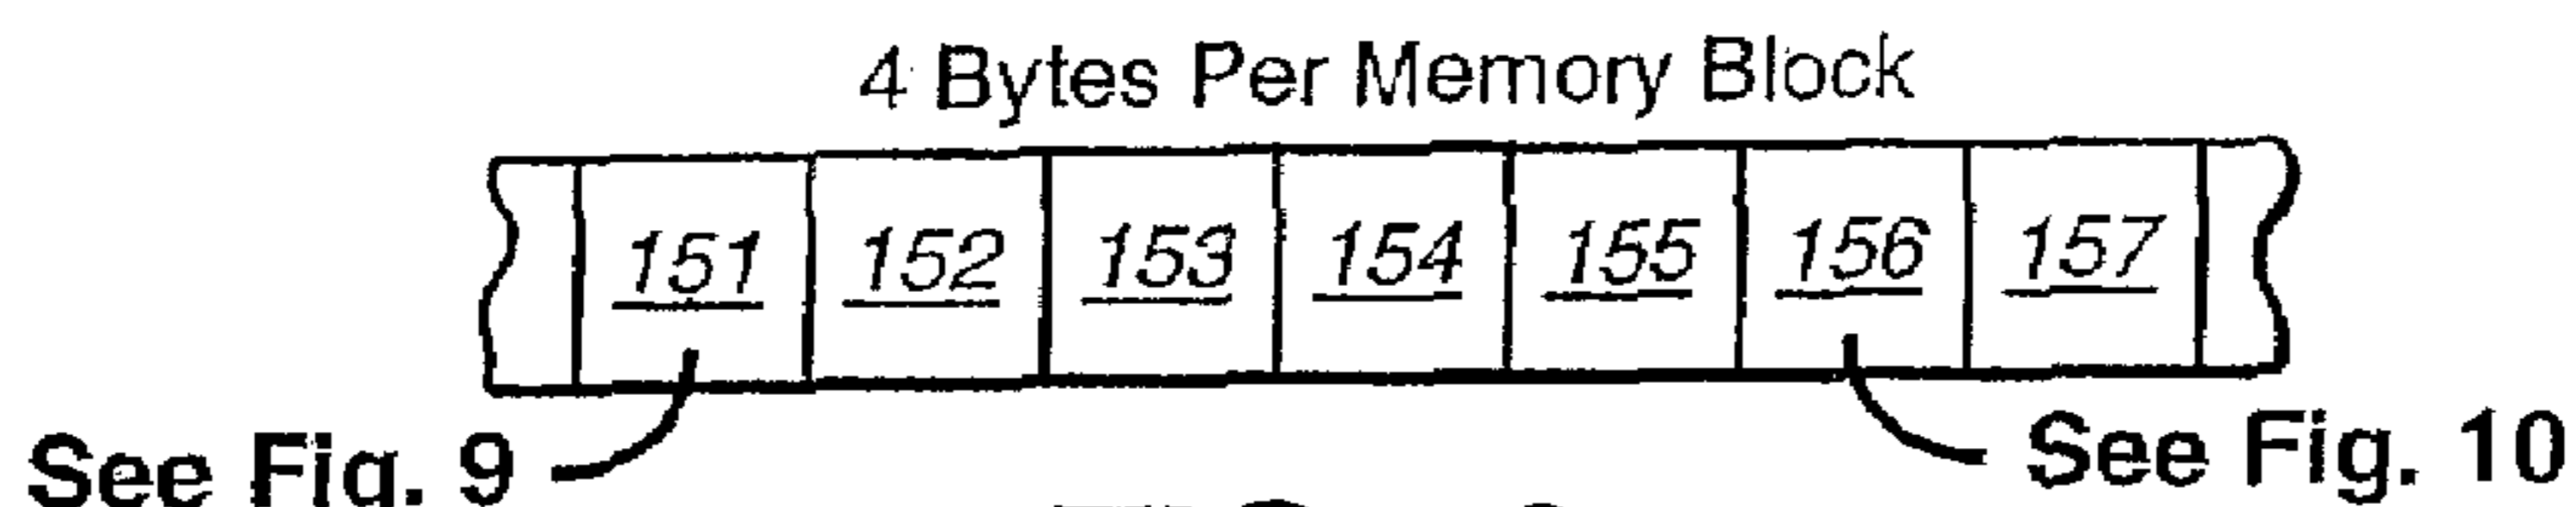 4 Bytes Per Memory Block
151 152 153 154 155 156 157
See Fig. 9 See Fig. 10